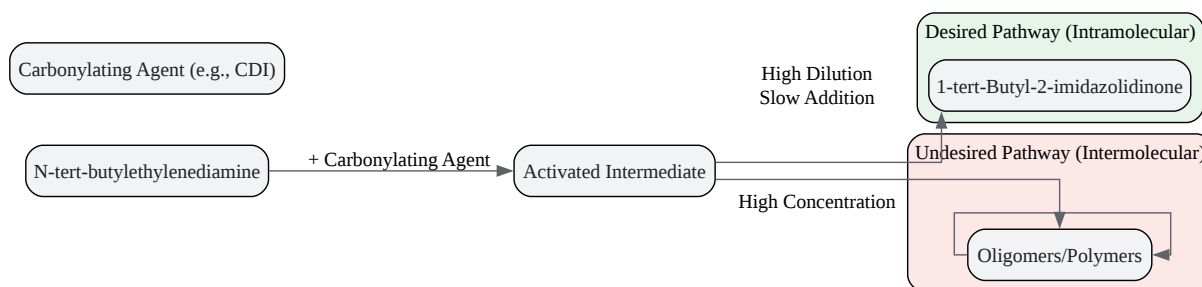 Carbonylating Agent (e.g., CDI)
N-tert-butylethylenediamine
+ Carbonylating Agent
Activated Intermediate
High Dilution
Slow Addition
High Concentration
Desired Pathway (Intramolecular)
1-tert-Butyl-2-imidazolidinone
Undesired Pathway (Intermolecular)
Oligomers/Polymers